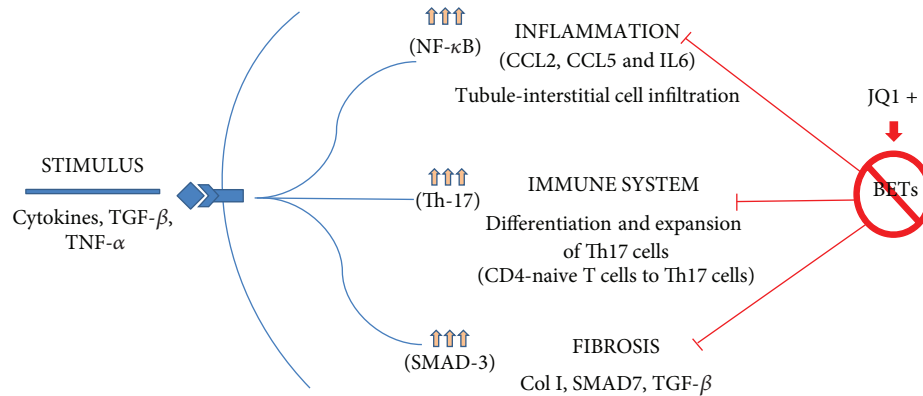 STIMULUS
Cytokines, TGF-β,
TNF-α
(NF-κB)
INFLAMMATION
(CCL2, CCL5 and IL6)
Tubule-interstitial cell infiltration
(Th-17)
IMMUNE SYSTEM
Differentiation and expansion
of Th17 cells
(CD4-naive T cells to Th17 cells)
(SMAD-3)
FIBROSIS
Col I, SMAD7, TGF-β
JQ1 +
BETs